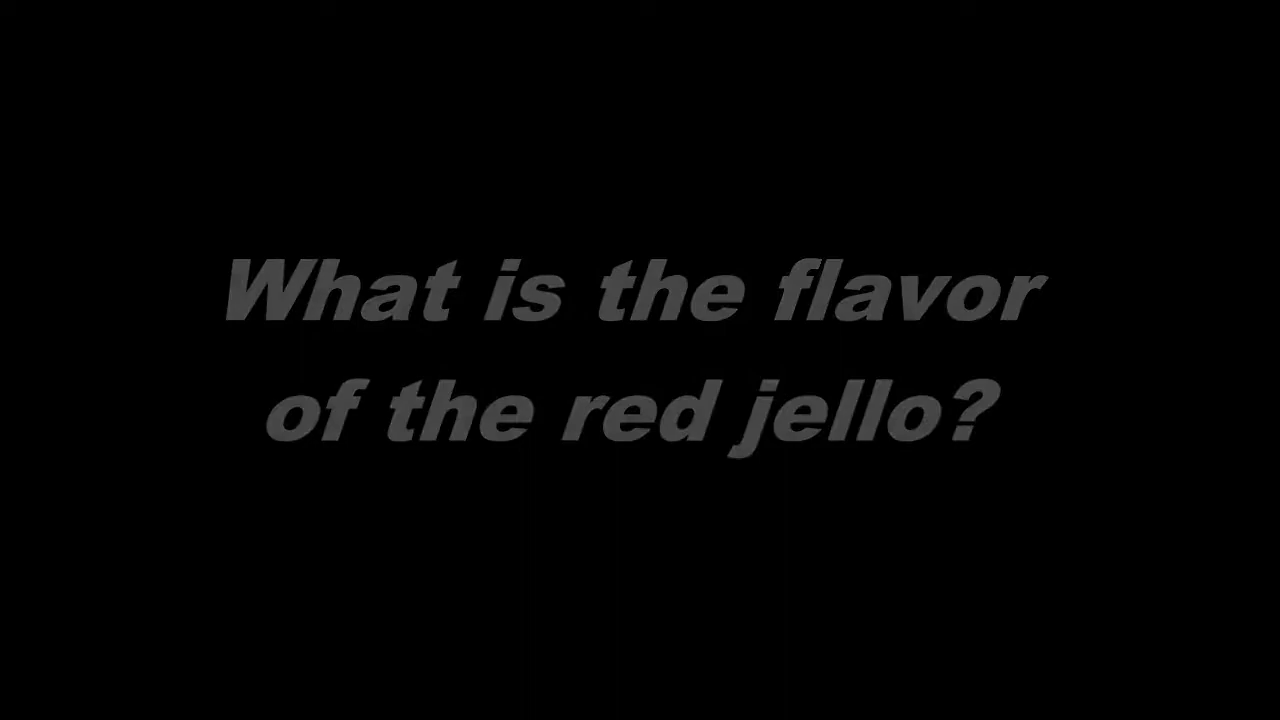 What is the flavor
of the red jello?